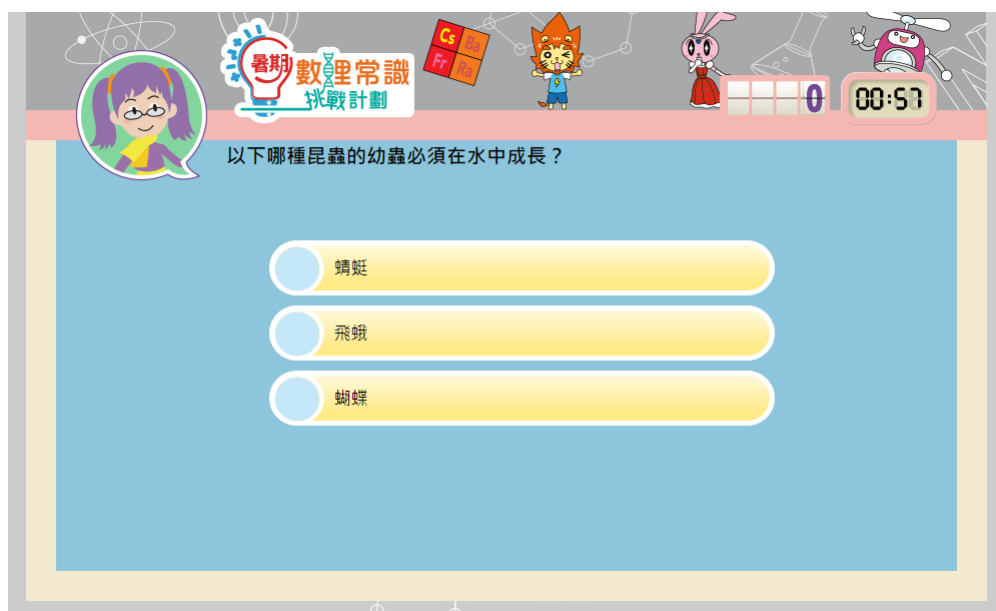 Cs Ba
Fr Ra
暑期數理常識
挑戰計劃
0
00:57
以下哪種昆蟲的幼蟲必須在水中成長？
蜻蜓
飛蛾
蝴蝶